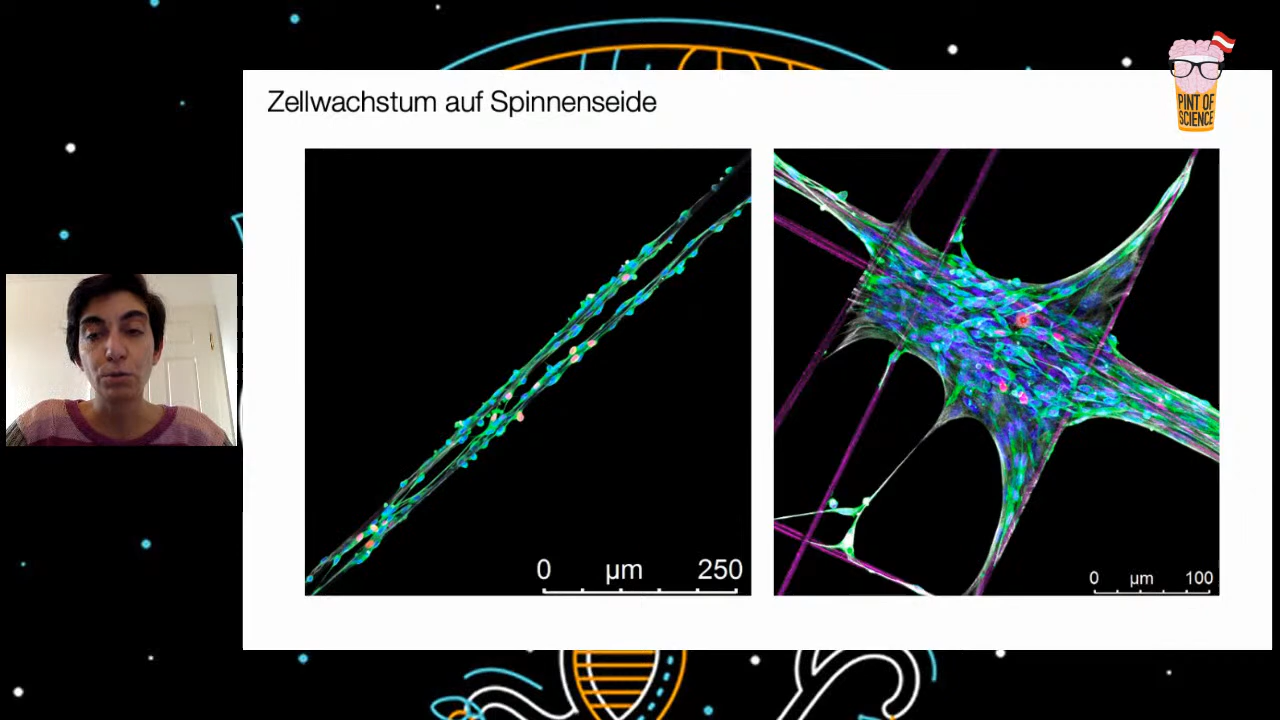 Zellwachstum auf Spinnenseide
PINT OF
SCIENCE
0 µm 250
0 µm 100